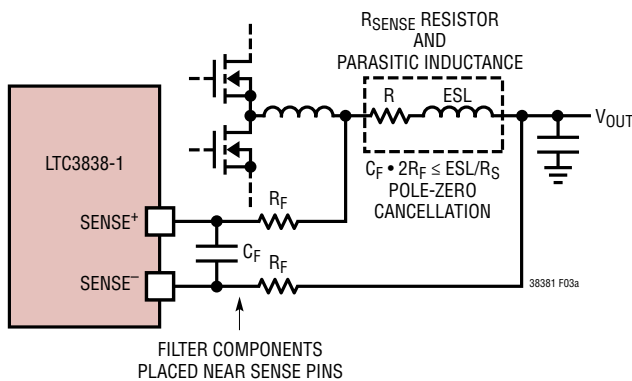 RSENSE RESISTOR
AND
PARASITIC INDUCTANCE
R
ESL
VOUT
LTC3838-1
CF • 2RF ≤ ESL/RS
POLE-ZERO
CANCELLATION
RF
SENSE+
CF
RF
SENSE–
38381 F03a
FILTER COMPONENTS
PLACED NEAR SENSE PINS